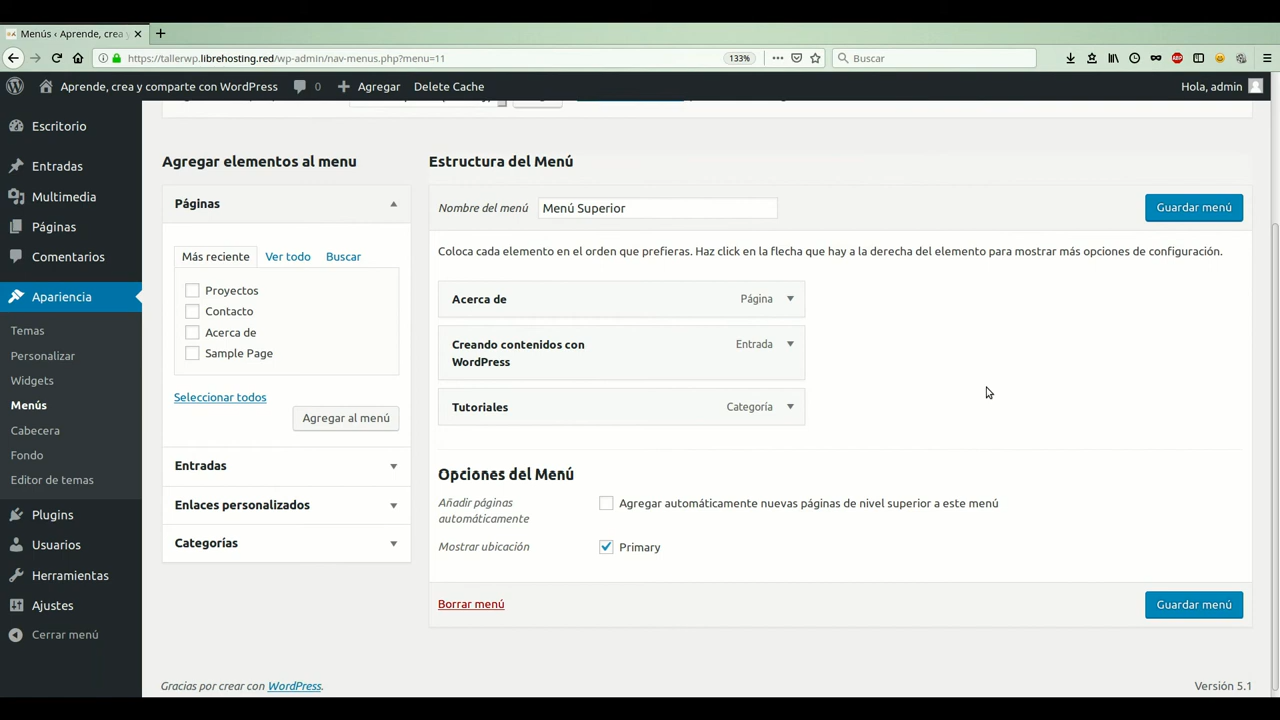 Menús ‹ Aprende, crea y
https://tallerwp.librehosting.red/wp-admin/nav-menus.php?menu=11
133%
Buscar
Aprende, crea y comparte con WordPress
0
Agregar
Delete Cache
Hola, admin
Escritorio
Entradas
Multimedia
Páginas
Comentarios
Apariencia
Temas
Personalizar
Widgets
Menús
Cabecera
Fondo
Editor de temas
Plugins
Usuarios
Herramientas
Ajustes
Cerrar menú
Agregar elementos al menu
Páginas
Más reciente
Ver todo
Buscar
Proyectos
Contacto
Acerca de
Sample Page
Seleccionar todos
Agregar al menú
Entradas
Enlaces personalizados
Categorías
Estructura del Menú
Nombre del menú
Menú Superior
Guardar menú
Coloca cada elemento en el orden que prefieras. Haz click en la flecha que hay a la derecha del elemento para mostrar más opciones de configuración.
Acerca de
Página
Creando contenidos con
WordPress
Entrada
Tutoriales
Categoría
Opciones del Menú
Añadir páginas
automáticamente
Agregar automáticamente nuevas páginas de nivel superior a este menú
Mostrar ubicación
Primary
Borrar menú
Guardar menú
Gracias por crear con WordPress.
Versión 5.1